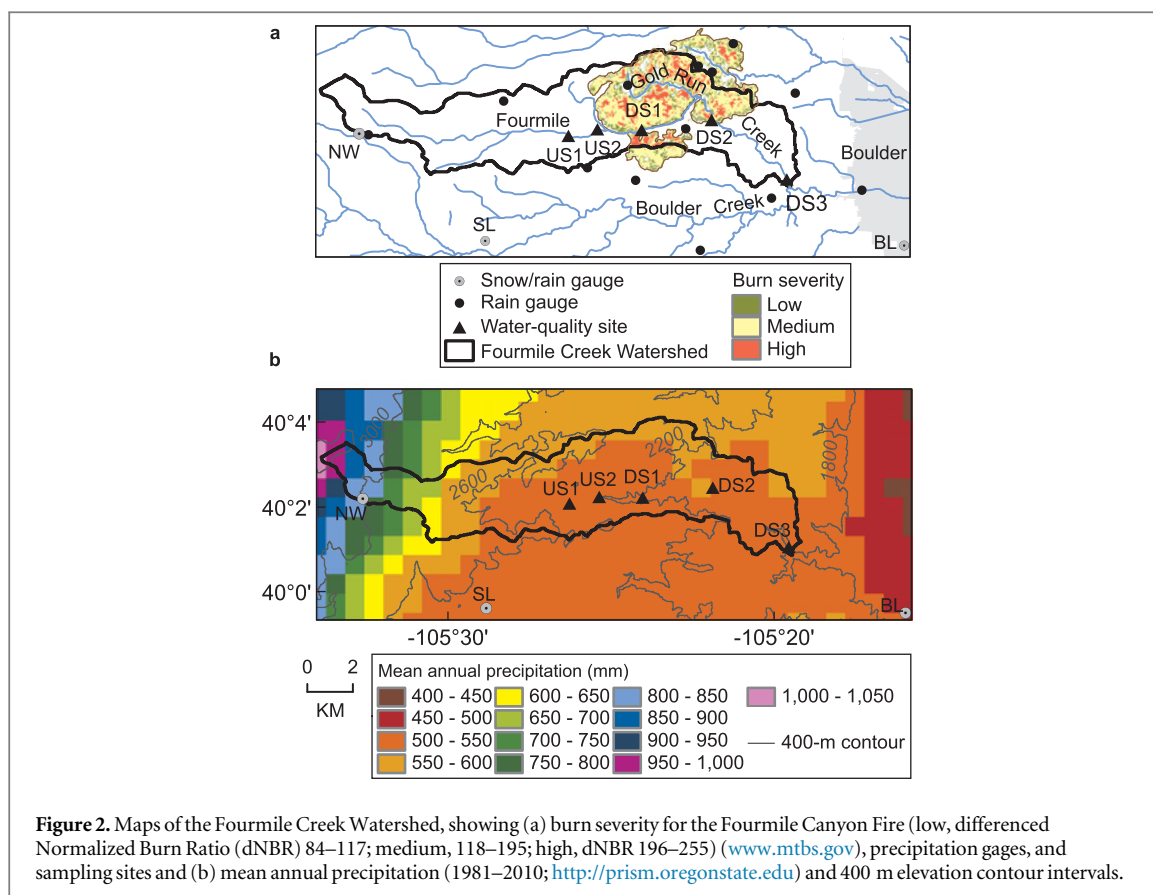 a
Gold Run
Fourmile
DS1
US1
US2
DS2
Creek
NW
Boulder
Boulder Creek
DS3
SL
BL
Snow/rain gauge
Rain gauge
Water-quality site
Fourmile Creek Watershed
Burn severity
Low
Medium
High
b
40°4'
40°2'
40°0'
3000
2600
2200
1800
US1
US2
DS1
DS2
NW
DS3
SL
BL
-105°30'
-105°20'
0 2
KM
Mean annual precipitation (mm)
400 - 450
450 - 500
500 - 550
550 - 600
600 - 650
650 - 700
700 - 750
750 - 800
800 - 850
850 - 900
900 - 950
950 - 1,000
1,000 - 1,050
400-m contour
Figure 2. Maps of the Fourmile Creek Watershed, showing (a) burn severity for the Fourmile Canyon Fire (low, differenced
Normalized Burn Ratio (dNBR) 84–117; medium, 118–195; high, dNBR 196–255) (www.mtbs.gov), precipitation gages, and
sampling sites and (b) mean annual precipitation (1981–2010; http://prism.oregonstate.edu) and 400 m elevation contour intervals.